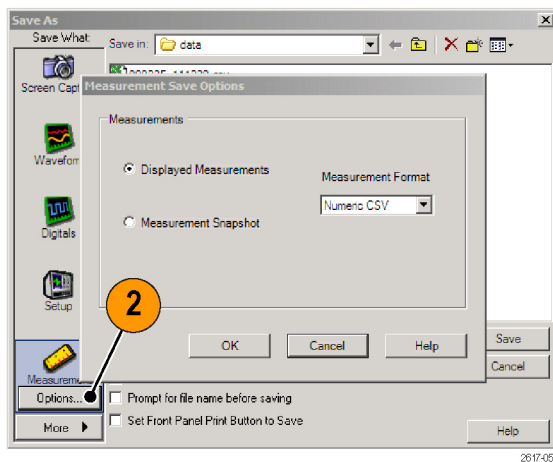 Save As
Save What:
Save in: data
Screen Capt
Measurement Save Options
Measurements
Displayed Measurements
Measurement Format
Numeric CSV
Measurement Snapshot
Waveform
Digitals
Setup
2
OK Cancel Help
Save
Cancel
Measureme
Options...
Prompt for file name before saving
More
Set Front Panel Print Button to Save
Help
2617-05